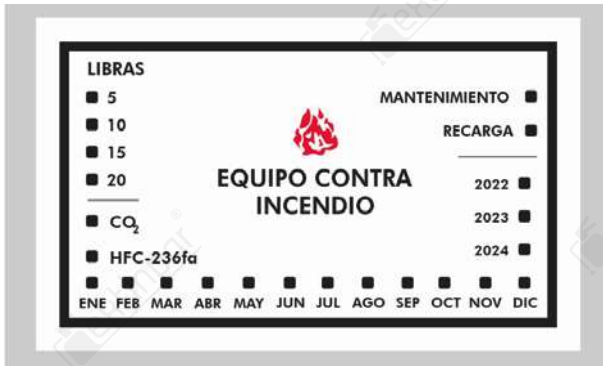 LIBRAS
5
10
15
20
CO2
HFC-236fa
EQUIPO CONTRA
INCENDIO
MANTENIMIENTO
RECARGA
2022
2023
2024
ENE FEB MAR ABR MAY JUN JUL AGO SEP OCT NOV DIC